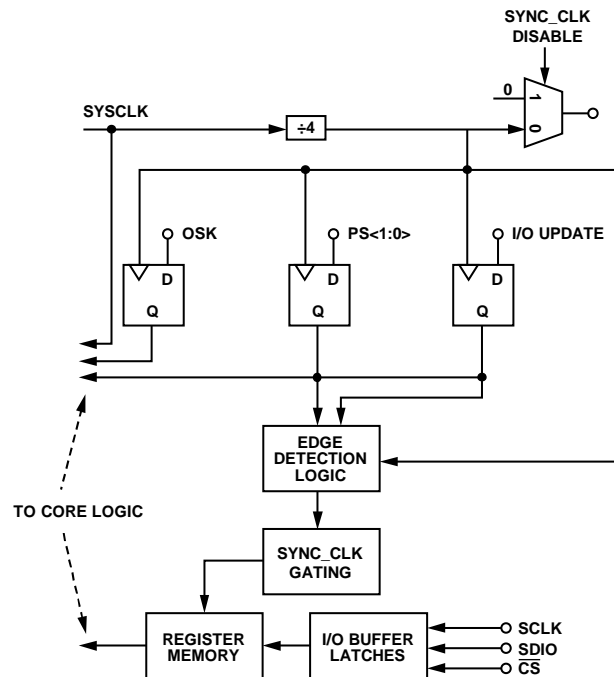 SYNC_CLK
DISABLE
0
1
0
SYSCLK
÷4
OSK
PS<1:0>
I/O UPDATE
D
Q
D
Q
D
Q
EDGE
DETECTION
LOGIC
TO CORE LOGIC
SYNC_CLK
GATING
REGISTER
MEMORY
I/O BUFFER
LATCHES
SCLK
SDIO
C̅S̅